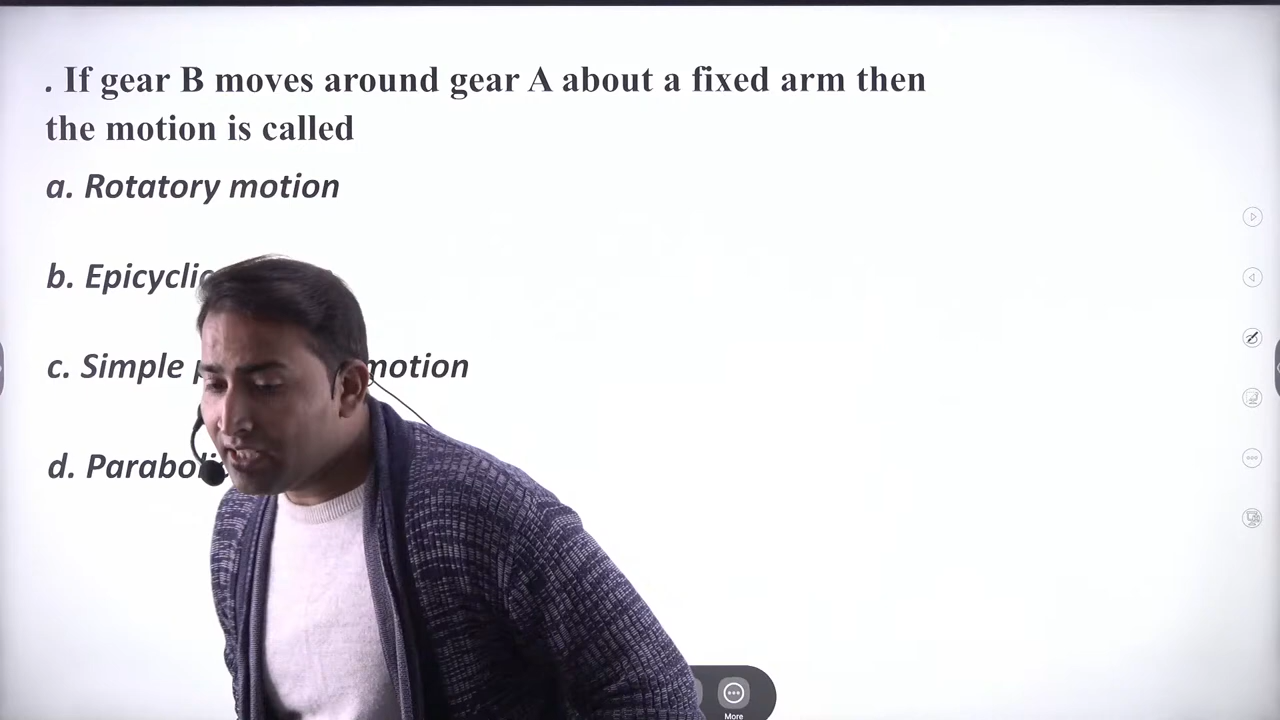 . If gear B moves around gear A about a fixed arm then
the motion is called
a. Rotatory motion
b. Epicyclic
c. Simple motion
d.
More